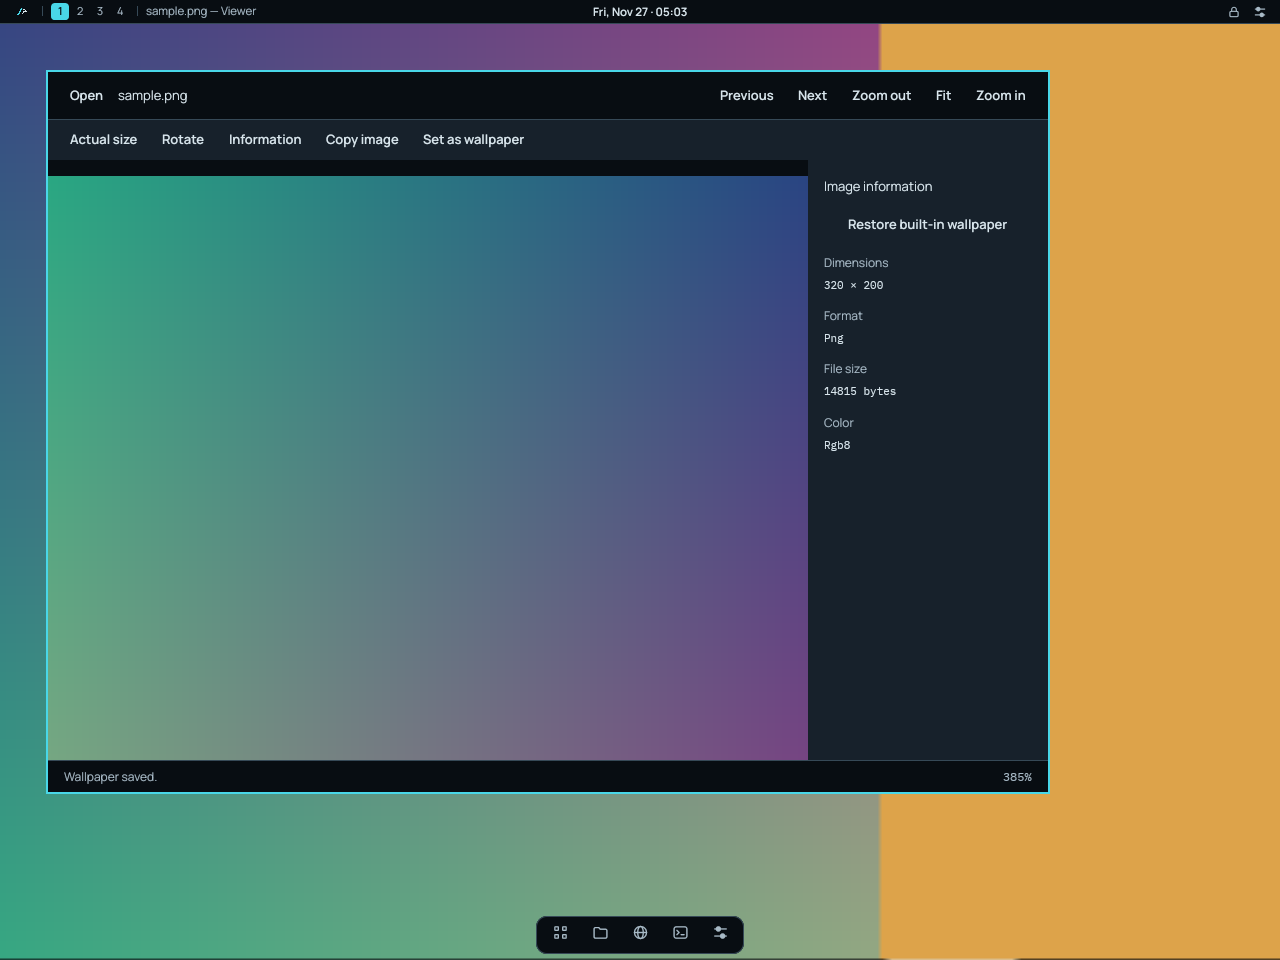 1 2 3 4 sample.png — Viewer Fri, Nov 27 · 05:03
Open sample.png Previous Next Zoom out Fit Zoom in
Actual size Rotate Information Copy image Set as wallpaper
Image information
Restore built-in wallpaper
Dimensions
320 × 200
Format
Png
File size
14815 bytes
Color
Rgb8
Wallpaper saved. 385%